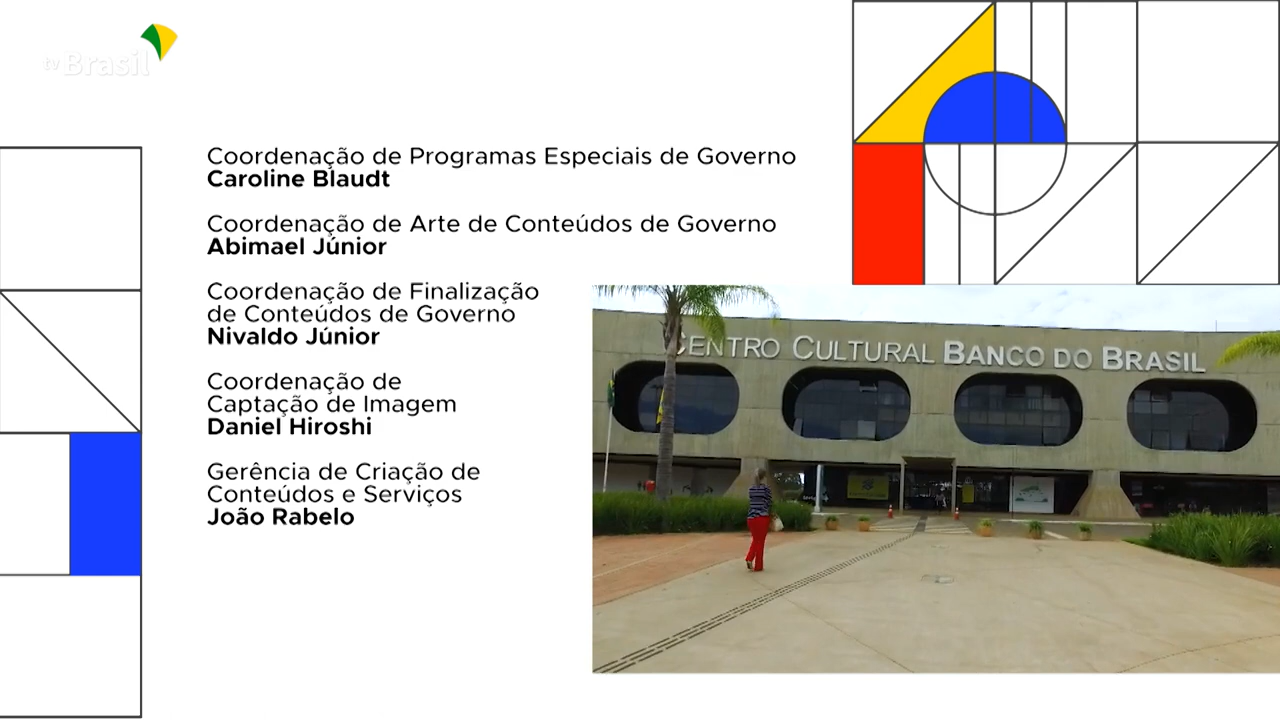 tv Brasil
Coordenação de Programas Especiais de Governo
Caroline Blaudt
Coordenação de Arte de Conteúdos de Governo
Abimael Júnior
Coordenação de Finalização
de Conteúdos de Governo
Nivaldo Júnior
Coordenação de
Captação de Imagem
Daniel Hiroshi
Gerência de Criação de
Conteúdos e Serviços
João Rabelo
CENTRO CULTURAL BANCO DO BRASIL